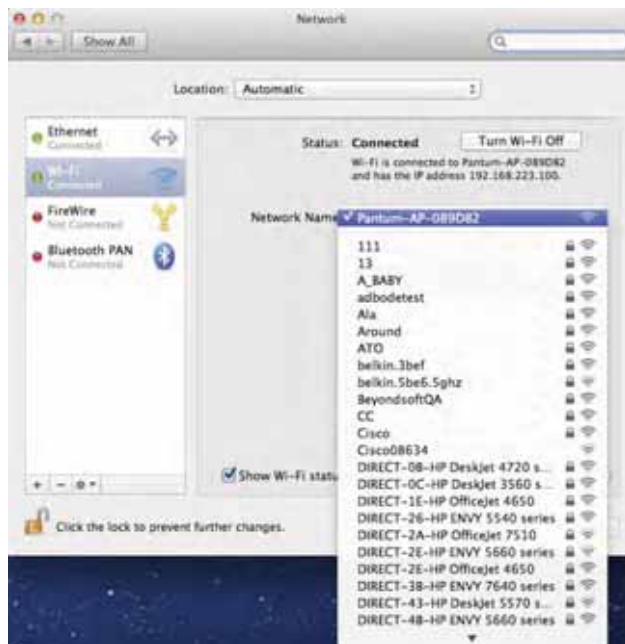 Network
Show All
Location: Automatic
Ethernet
Connected
Wi-Fi
Connected
FireWire
Not Connected
Bluetooth PAN
Not Connected
Status: Connected
Turn Wi-Fi Off
Wi-Fi is connected to Pantum-AP-089D82
and has the IP address 192.168.223.100.
Network Name
✓ Pantum-AP-089D82
111
13
A_BABY
adbodetest
Ala
Around
ATO
belkin.3bef
belkin.5be6.5ghz
BeyondsoftQA
CC
Cisco
Cisco08634
DIRECT-0B-HP DeskJet 4720 s...
DIRECT-0C-HP DeskJet 3560 s...
DIRECT-1E-HP OfficeJet 4650
DIRECT-26-HP ENVY 5540 series
DIRECT-2A-HP OfficeJet 7510
DIRECT-2E-HP ENVY 5660 series
DIRECT-2E-HP OfficeJet 4650
DIRECT-38-HP ENVY 7640 series
DIRECT-43-HP DeskJet 5570 s...
DIRECT-4B-HP ENVY 5660 series
Show Wi-Fi statu
Click the lock to prevent further changes.